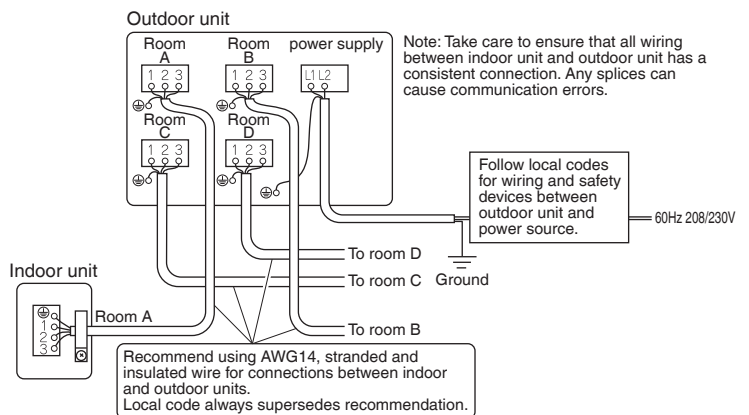 Outdoor unit
Room
A
Room
B
power supply
1 2 3
1 2 3
L1 L2
Room
C
Room
D
1 2 3
1 2 3
Note: Take care to ensure that all wiring
between indoor unit and outdoor unit has a
consistent connection. Any splices can
cause communication errors.
Follow local codes
for wiring and safety
devices between
outdoor unit and
power source.
60Hz 208/230V
Ground
To room D
To room C
To room B
Indoor unit
1
2
3
Room A
Recommend using AWG14, stranded and
insulated wire for connections between indoor
and outdoor units.
Local code always supersedes recommendation.